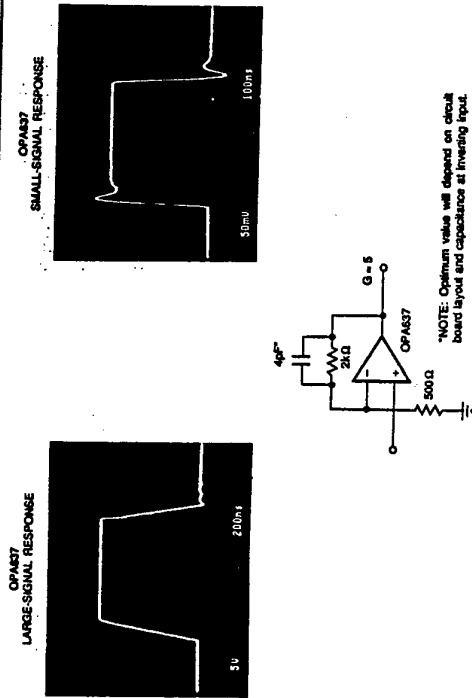 OPA637
LARGE-SIGNAL RESPONSE
5V
200ns
OPA637
SMALL-SIGNAL RESPONSE
50mV
100ns
4pF*
2kΩ
G = 5
–
+
OPA637
500Ω
*NOTE: Optimum value will depend on circuit
board layout and capacitance at inverting input.